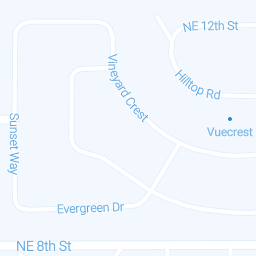 NE 12th St
Hilltop Rd
Vineyard Crest
Vuecrest
Sunset Way
Evergreen Dr
NE 8th St